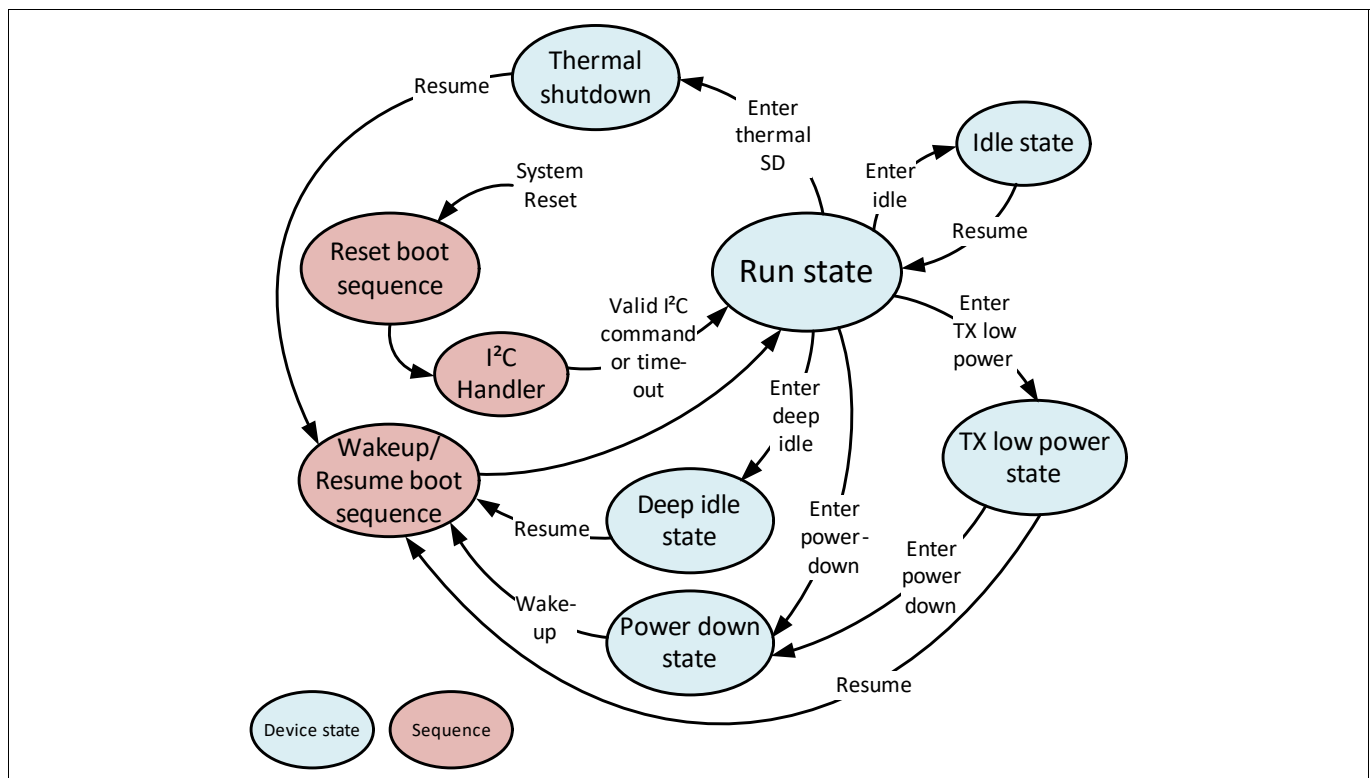 Thermal
shutdown
Resume
Enter
thermal
SD
Idle state
Enter
idle
Resume
System
Reset
Reset boot
sequence
Run state
Valid I²C
command
or time-
out
Enter
TX low
power
I²C
Handler
Enter
deep
idle
Wakeup/
Resume boot
sequence
TX low power
state
Deep idle
state
Resume
Enter
power-
down
Enter
power
down
Wake-
up
Power down
state
Resume
Device state
Sequence